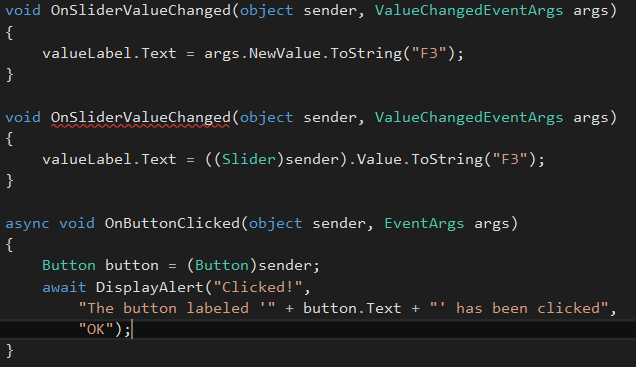 void OnSliderValueChanged(object sender, ValueChangedEventArgs args)
{
    valueLabel.Text = args.NewValue.ToString("F3");
}
void OnSliderValueChanged(object sender, ValueChangedEventArgs args)
{
    valueLabel.Text = ((Slider)sender).Value.ToString("F3");
}
async void OnButtonClicked(object sender, EventArgs args)
{
    Button button = (Button)sender;
    await DisplayAlert("Clicked!",
        "The button labeled '" + button.Text + "' has been clicked",
        "OK");
}